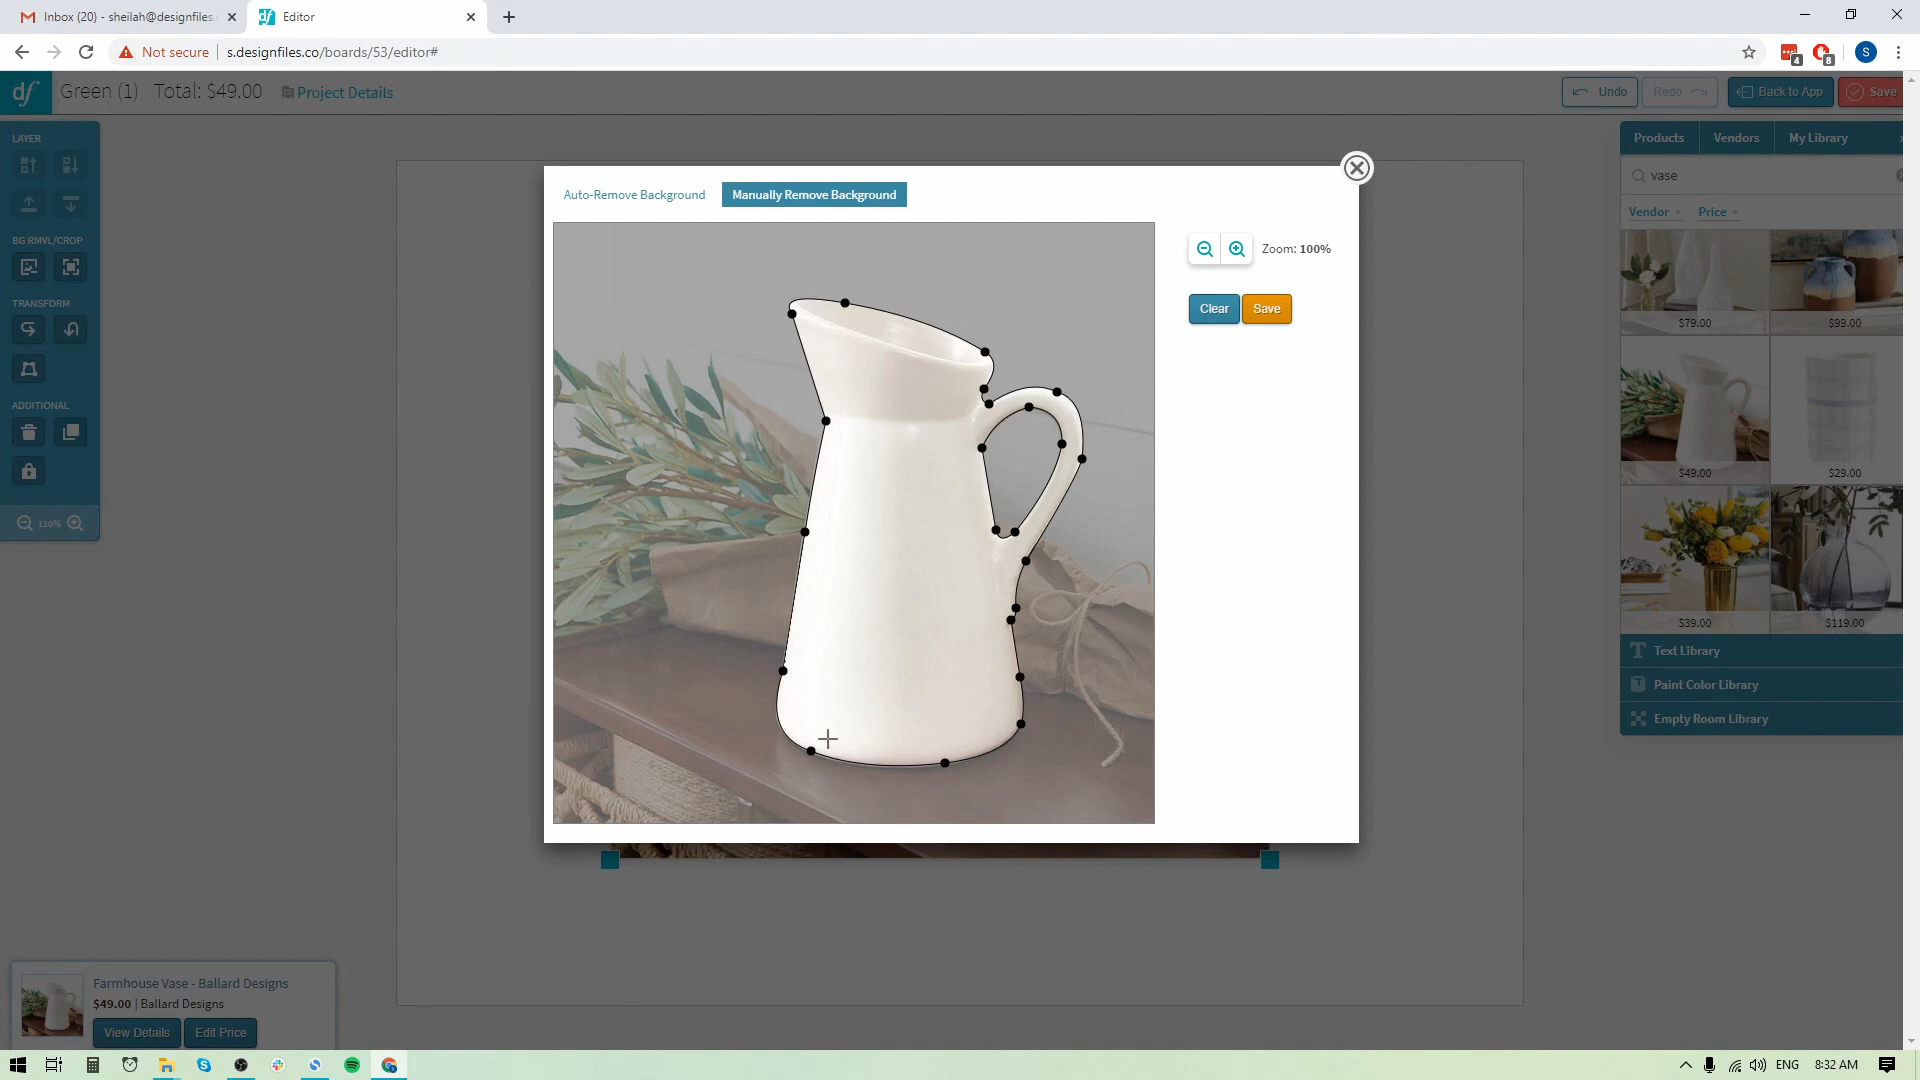 Inbox (20) - sheilah@designfiles.
Editor
Not secure
s.designfiles.co/boards/53/editor#
4
8
S
df
Green (1)
Total: $49.00
Project Details
Undo
Redo
Back to App
Save
LAYER
BG RMVL/CROP
TRANSFORM
ADDITIONAL
110%
Auto-Remove Background
Manually Remove Background
Zoom: 100%
Clear
Save
Products
Vendors
My Library
vase
Vendor
Price
$79.00
$99.00
$49.00
$29.00
$39.00
$119.00
Text Library
Paint Color Library
Empty Room Library
Farmhouse Vase - Ballard Designs
$49.00 | Ballard Designs
View Details
Edit Price
ENG
8:32 AM